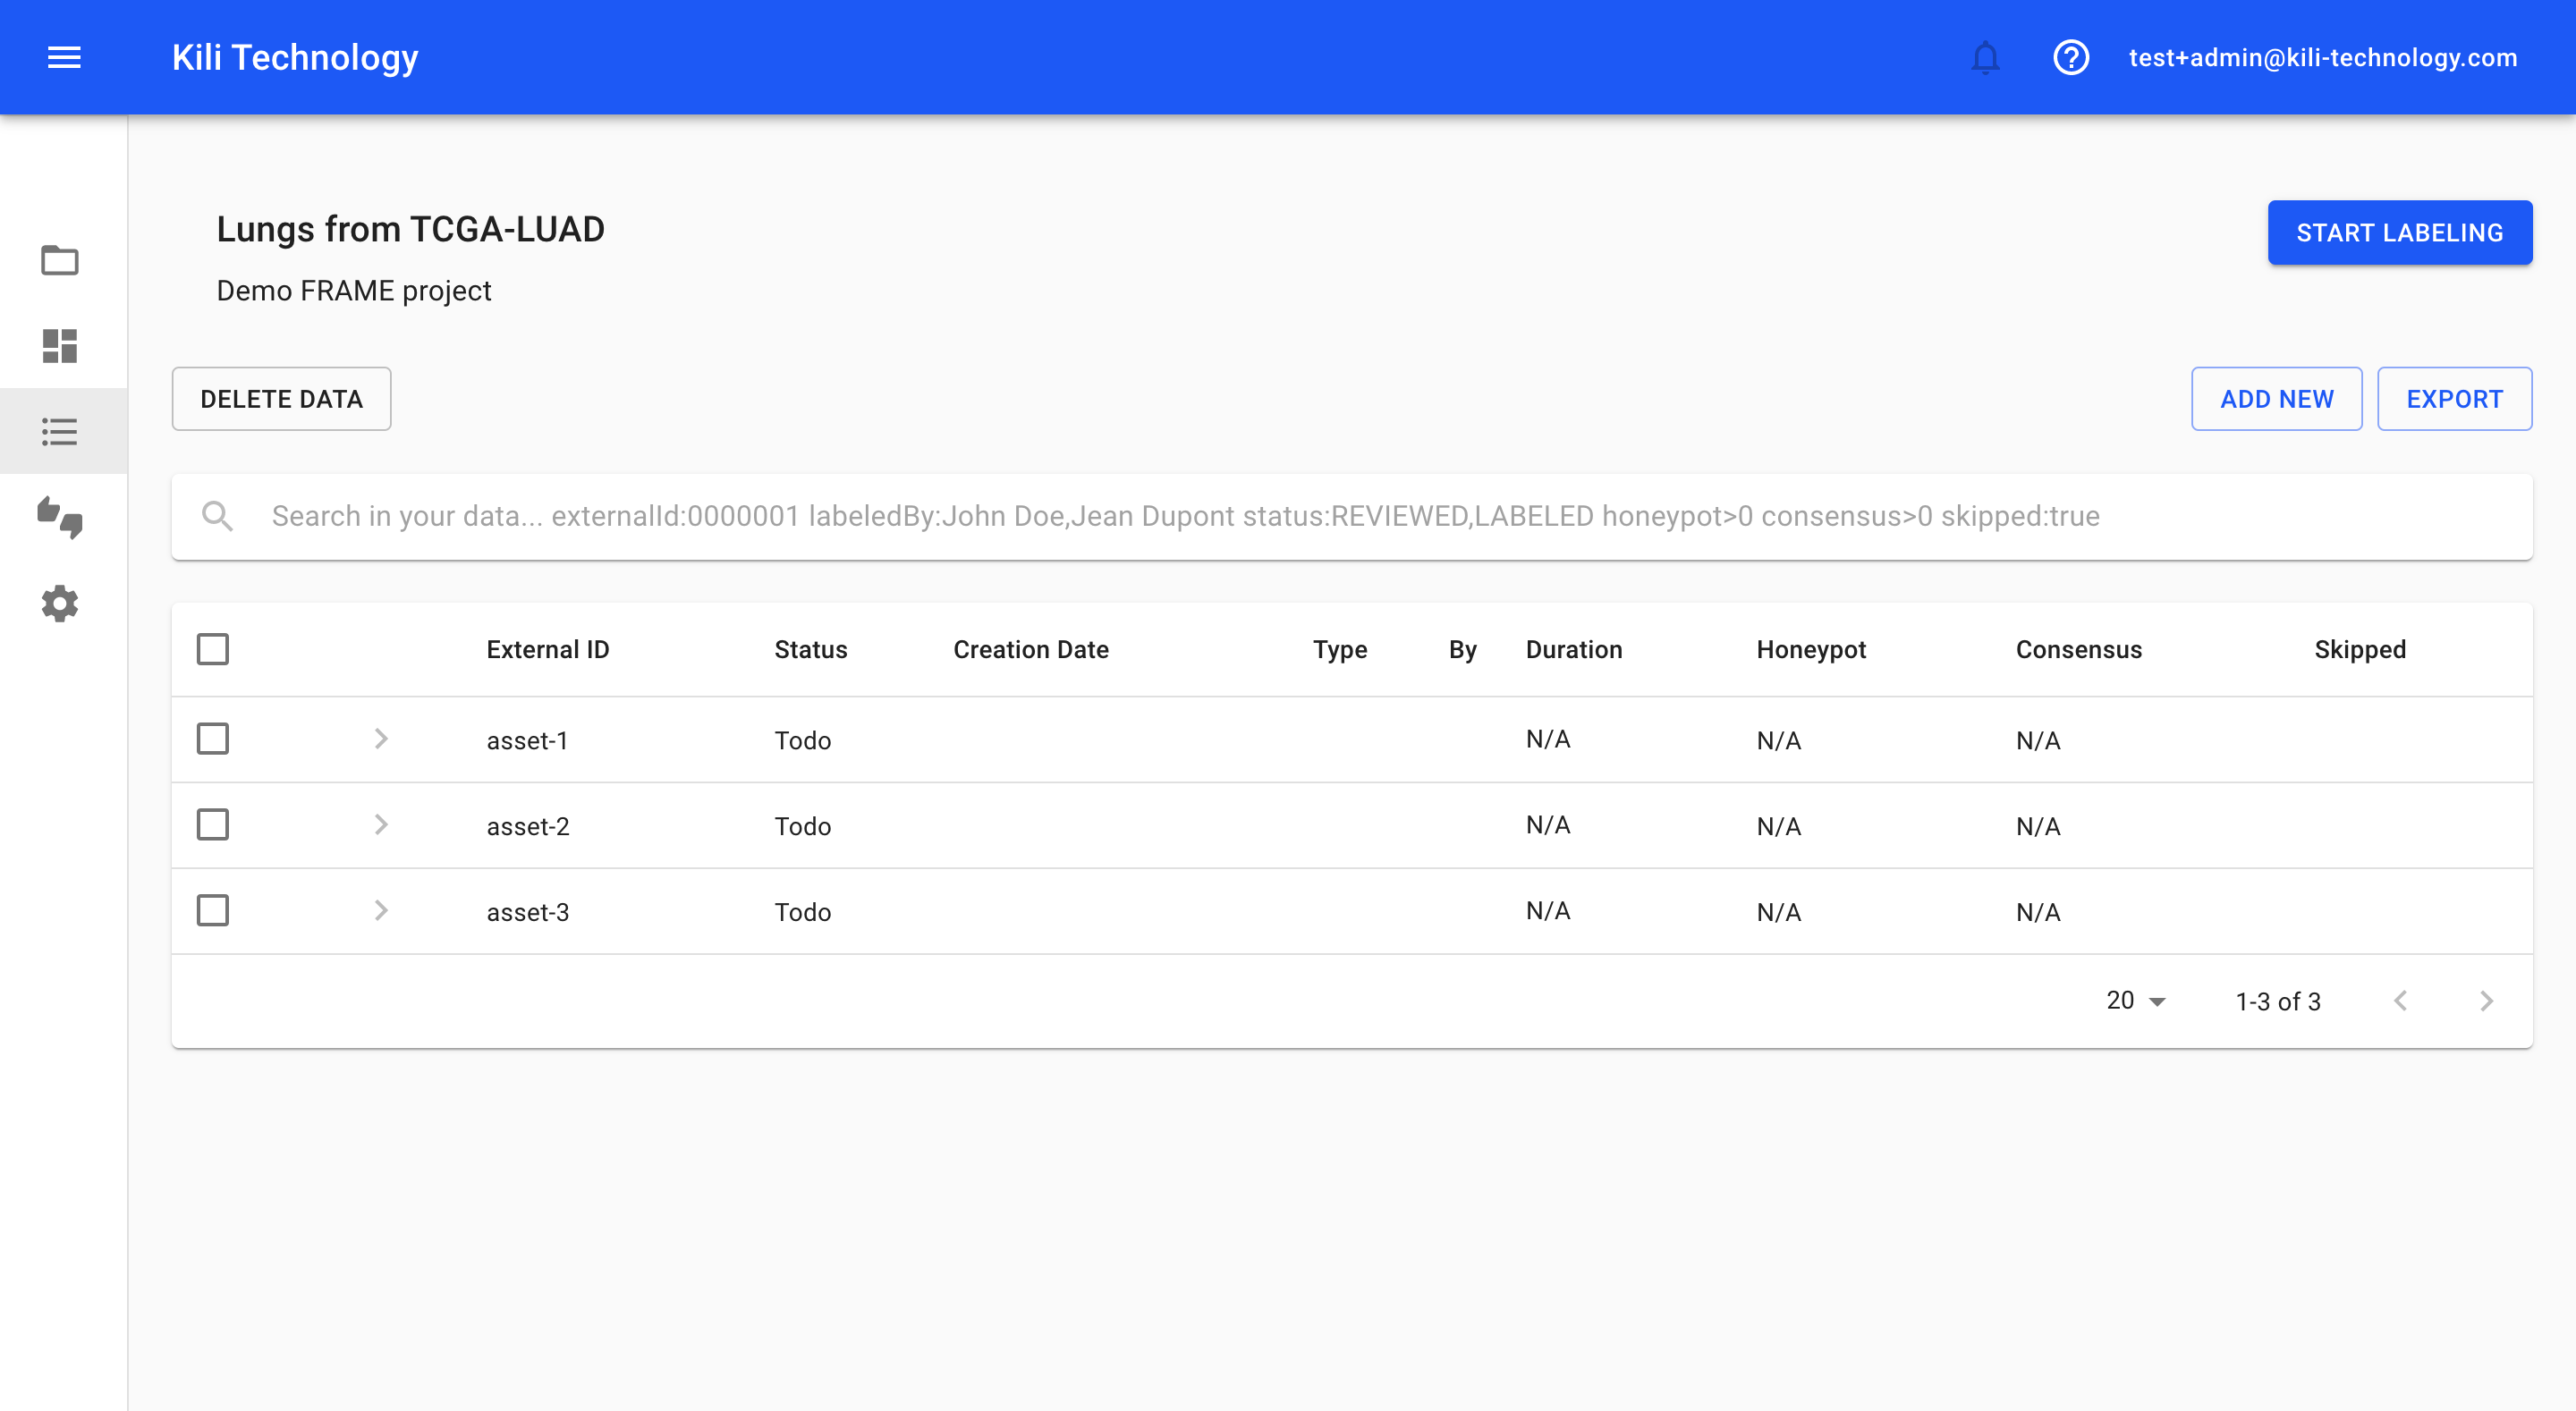 Kili Technology
test+admin@kili-technology.com
Lungs from TCGA-LUAD
START LABELING
Demo FRAME project
DELETE DATA
ADD NEW
EXPORT
Search in your data... externalId:0000001 labeledBy:John Doe,Jean Dupont status:REVIEWED,LABELED honeypot>0 consensus>0 skipped:true
External ID Status Creation Date Type By Duration Honeypot Consensus Skipped
asset-1 Todo N/A N/A N/A
asset-2 Todo N/A N/A N/A
asset-3 Todo N/A N/A N/A
20 1-3 of 3